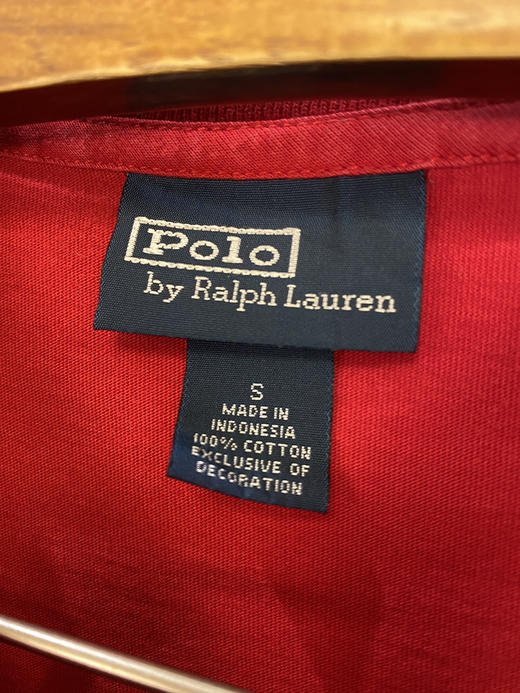 Polo
by Ralph Lauren
S
MADE IN
INDONESIA
100% COTTON
EXCLUSIVE OF
DECORATION